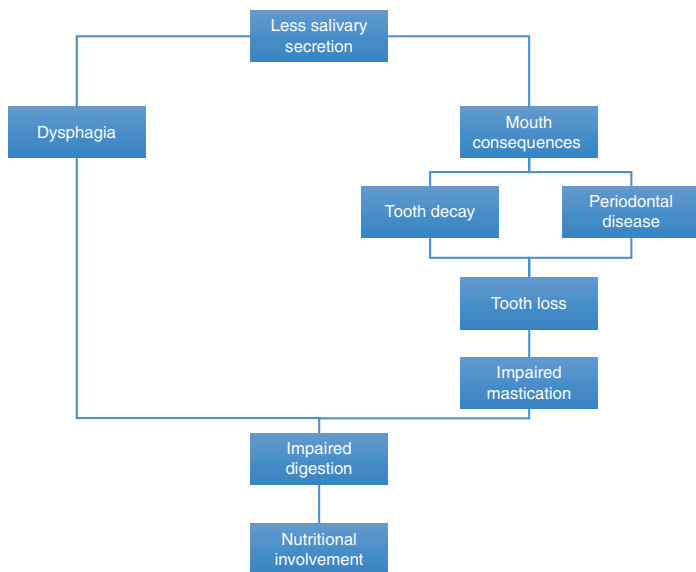 Less salivary
secretion
Dysphagia
Mouth
consequences
Tooth decay
Periodontal
disease
Tooth loss
Impaired
mastication
Impaired
digestion
Nutritional
involvement